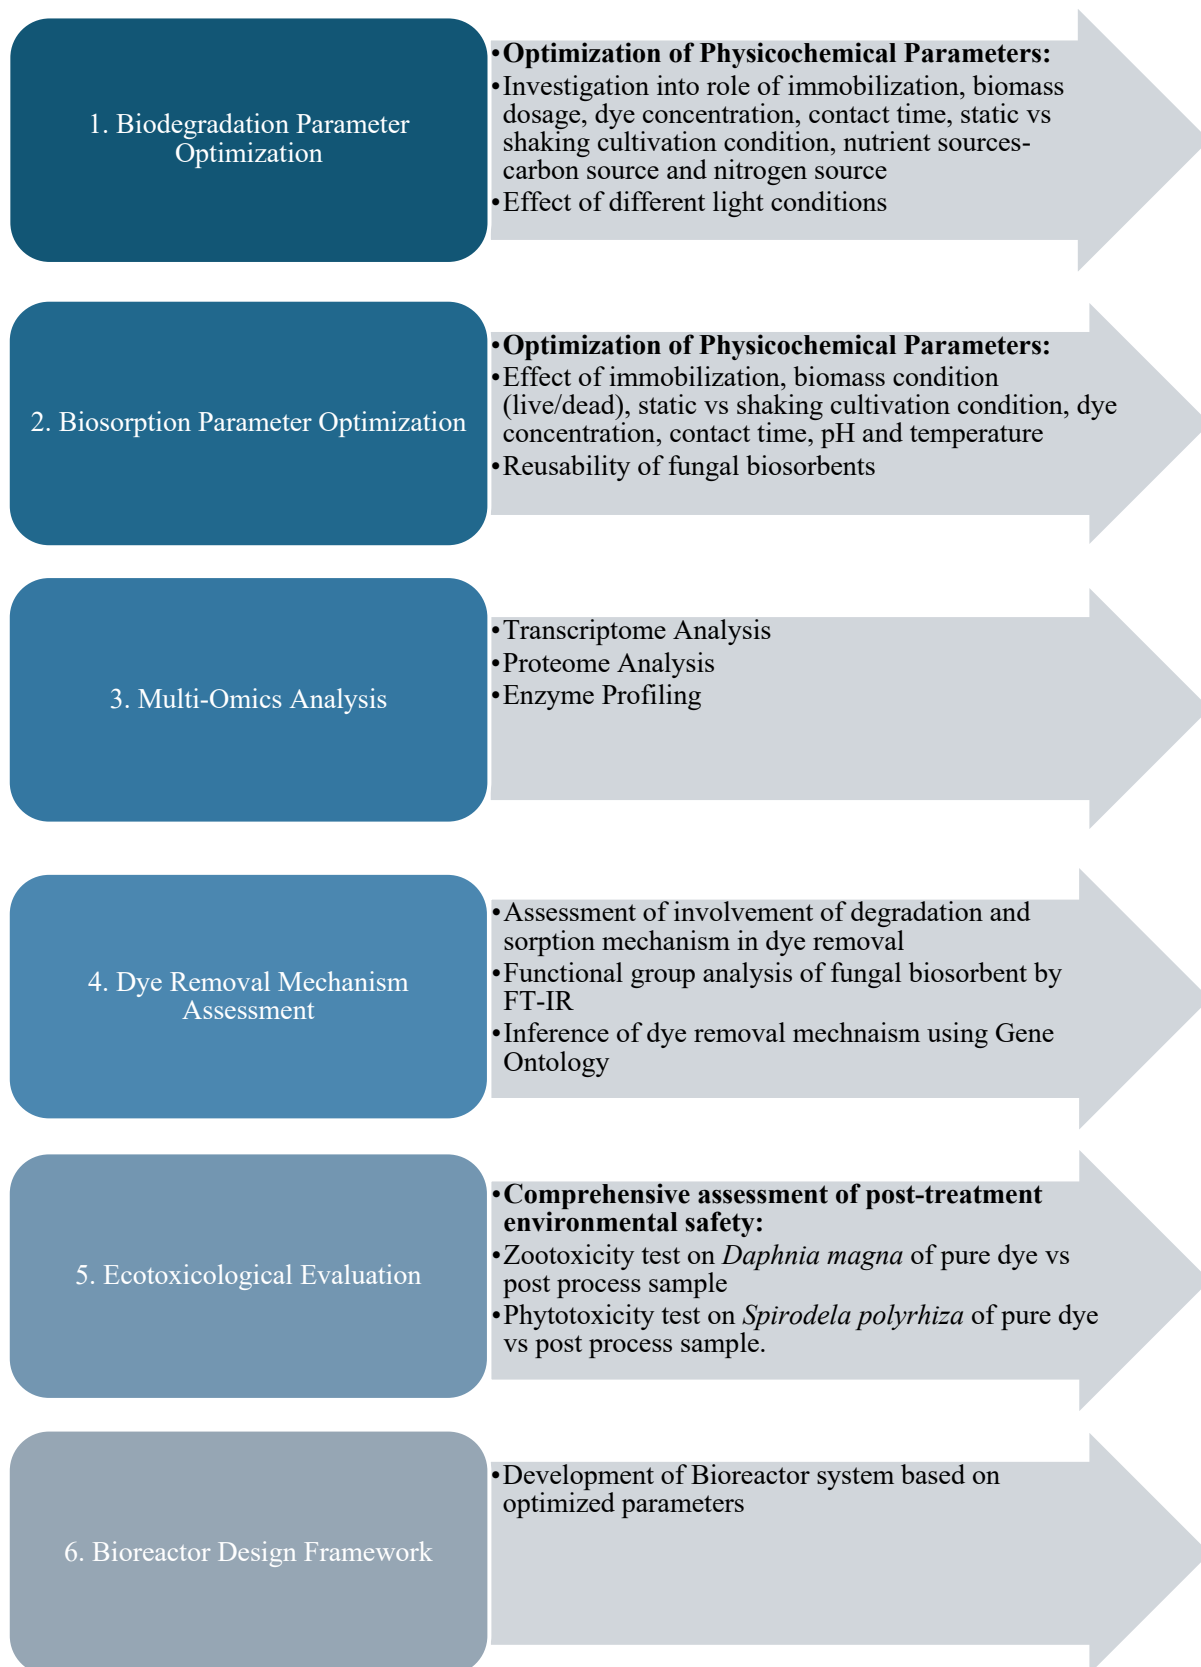 1. Biodegradation Parameter
Optimization
•Optimization of Physicochemical Parameters:
•Investigation into role of immobilization, biomass
dosage, dye concentration, contact time, static vs
shaking cultivation condition, nutrient sources-
carbon source and nitrogen source
•Effect of different light conditions
2. Biosorption Parameter Optimization
•Optimization of Physicochemical Parameters:
•Effect of immobilization, biomass condition
(live/dead), static vs shaking cultivation condition, dye
concentration, contact time, pH and temperature
•Reusability of fungal biosorbents
3. Multi-Omics Analysis
•Transcriptome Analysis
•Proteome Analysis
•Enzyme Profiling
4. Dye Removal Mechanism
Assessment
•Assessment of involvement of degradation and
sorption mechanism in dye removal
•Functional group analysis of fungal biosorbent by
FT-IR
•Inference of dye removal mechnaism using Gene
Ontology
5. Ecotoxicological Evaluation
•Comprehensive assessment of post-treatment
environmental safety:
•Zootoxicity test on Daphnia magna of pure dye vs
post process sample
•Phytotoxicity test on Spirodela polyrhiza of pure dye
vs post process sample.
6. Bioreactor Design Framework
•Development of Bioreactor system based on
optimized parameters